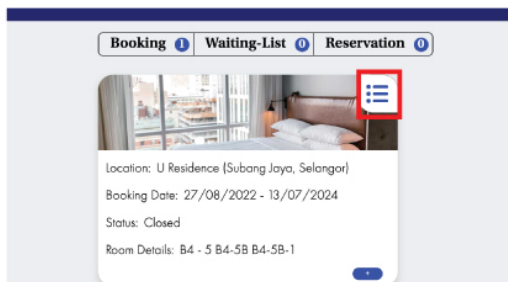 Booking 1 Waiting-List 0 Reservation 0
Location: U Residence (Subang Jaya, Selangor)
Booking Date: 27/08/2022 - 13/07/2024
Status: Closed
Room Details: B4 - 5 B4-5B B4-5B-1